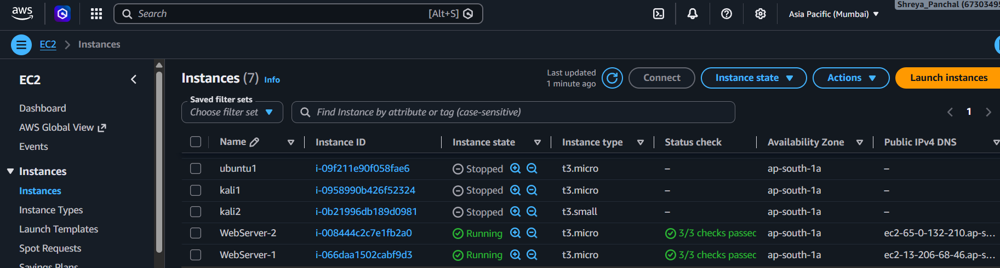 aws
Search [Alt+S]
Asia Pacific (Mumbai)
Shreya_Panchal (67303495
EC2 Instances
EC2
Dashboard
AWS Global View
Events
Instances
Instances
Instance Types
Launch Templates
Spot Requests
Savings Plans
Instances (7) Info
Last updated
1 minute ago
Connect
Instance state
Actions
Launch instances
Saved filter sets
Choose filter set
Find Instance by attribute or tag (case-sensitive)
1
Name Instance ID Instance state Instance type Status check Availability Zone Public IPv4 DNS
ubuntu1 i-09f211e90f058fae6 Stopped t3.micro – ap-south-1a –
kali1 i-0958990b426f52324 Stopped t3.micro – ap-south-1a –
kali2 i-0b21996db189d0981 Stopped t3.small – ap-south-1a –
WebServer-2 i-008444c2c7e1fb2a0 Running t3.micro 3/3 checks passec ap-south-1a ec2-65-0-132-210.ap-s...
WebServer-1 i-066daa1502cabf9d3 Running t3.micro 3/3 checks passec ap-south-1a ec2-13-206-68-46.ap-s...